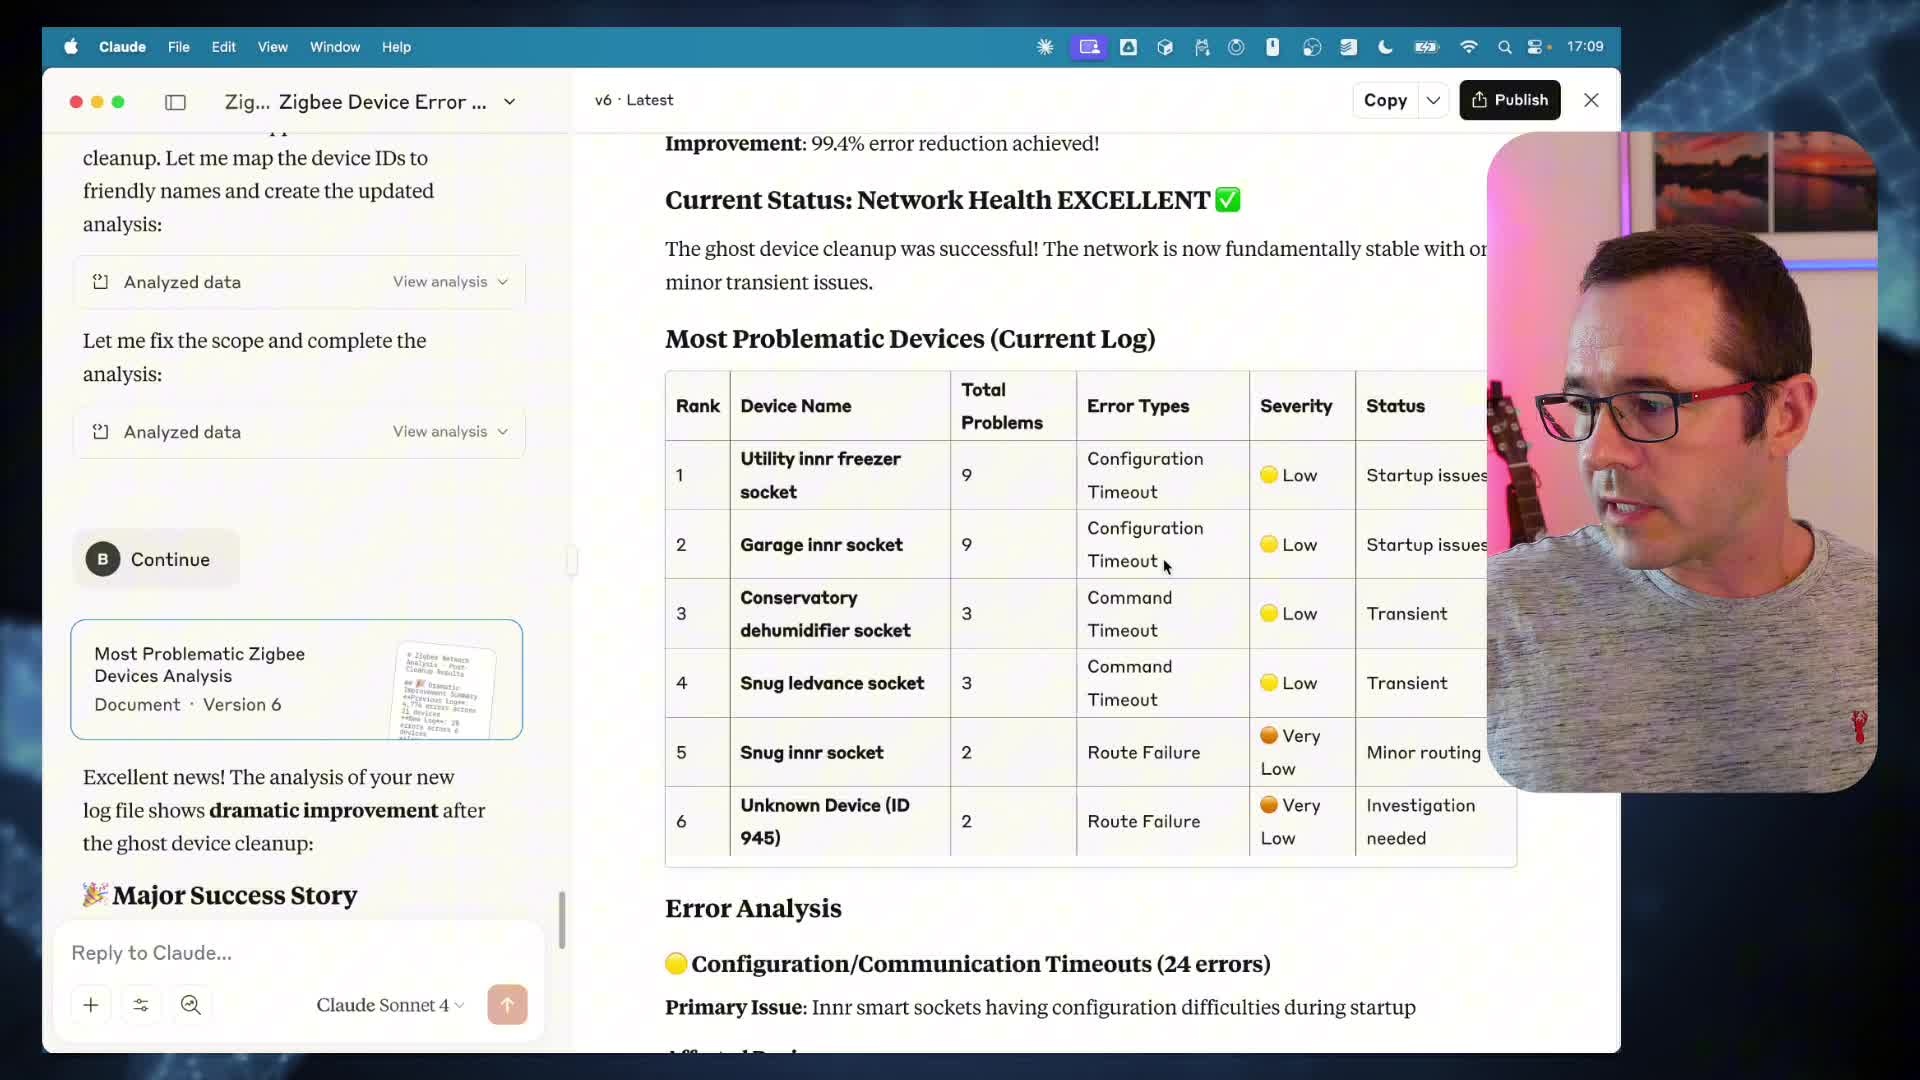 Claude File Edit View Window Help 17:09
Zig... Zigbee Device Error ...
cleanup. Let me map the device IDs to
friendly names and create the updated
analysis:
Analyzed data View analysis
Let me fix the scope and complete the
analysis:
Analyzed data View analysis
B Continue
Most Problematic Zigbee
Devices Analysis
Document · Version 6
# Zigbee Network
Analysis - Post-
Cleanup Results
Excellent news! The analysis of your new
log file shows dramatic improvement after
the ghost device cleanup:
🎉 Major Success Story
Reply to Claude...
Claude Sonnet 4
v6 · Latest Copy Publish
Improvement: 99.4% error reduction achieved!
Current Status: Network Health EXCELLENT ✅
The ghost device cleanup was successful! The network is now fundamentally stable with
minor transient issues.
Most Problematic Devices (Current Log)
Rank Device Name Total Problems Error Types Severity Status
1 Utility innr freezer socket 9 Configuration Timeout 🟡 Low Startup issues
2 Garage innr socket 9 Configuration Timeout 🟡 Low Startup issues
3 Conservatory dehumidifier socket 3 Command Timeout 🟡 Low Transient
4 Snug ledvance socket 3 Command Timeout 🟡 Low Transient
5 Snug innr socket 2 Route Failure 🟠 Very Low Minor routing
6 Unknown Device (ID 945) 2 Route Failure 🟠 Very Low Investigation needed
Error Analysis
🟡 Configuration/Communication Timeouts (24 errors)
Primary Issue: Innr smart sockets having configuration difficulties during startup